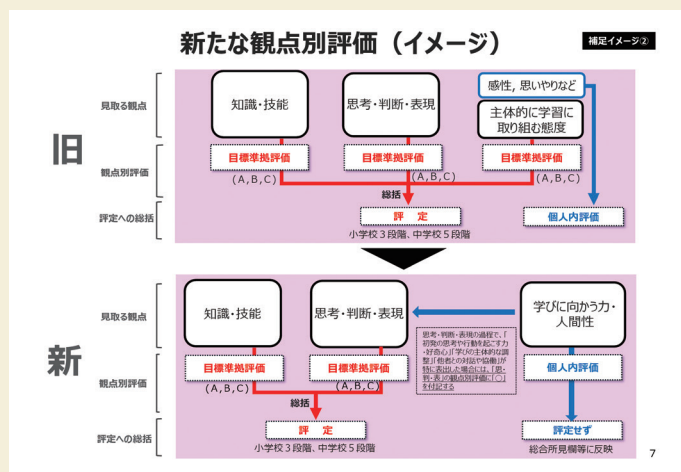 新たな観点別評価（イメージ）
補足イメージ②
旧
見取る観点
観点別評価
評定への総括
知識・技能
思考・判断・表現
感性，思いやりなど
主体的に学習に
取り組む態度
目標準拠評価
目標準拠評価
目標準拠評価
(A,B,C)
(A,B,C)
(A,B,C)
総括
評 定
個人内評価
小学校３段階、中学校５段階
新
見取る観点
観点別評価
評定への総括
知識・技能
思考・判断・表現
学びに向かう力・
人間性
思考・判断・表現の過程で、「
初発の思考や行動を起こす力
・好奇心」「学びの主体的な調
整」「他者との対話や協働」が
特に表出した場合には、「思・
判・表」の観点別評価に「○」
を付記する
目標準拠評価
目標準拠評価
個人内評価
(A,B,C)
(A,B,C)
総括
評 定
評定せず
小学校３段階、中学校５段階
総合所見欄等に反映
7